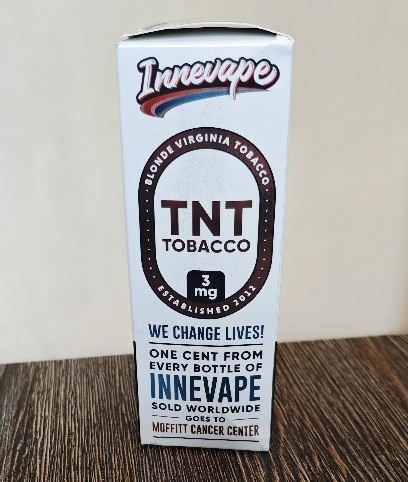 Innevape
BLONDE VIRGINIA TOBACCO
TNT
TOBACCO
3
mg
ESTABLISHED 2012
WE CHANGE LIVES!
ONE CENT FROM
EVERY BOTTLE OF
INNEVAPE
SOLD WORLDWIDE
GOES TO
MOFFITT CANCER CENTER